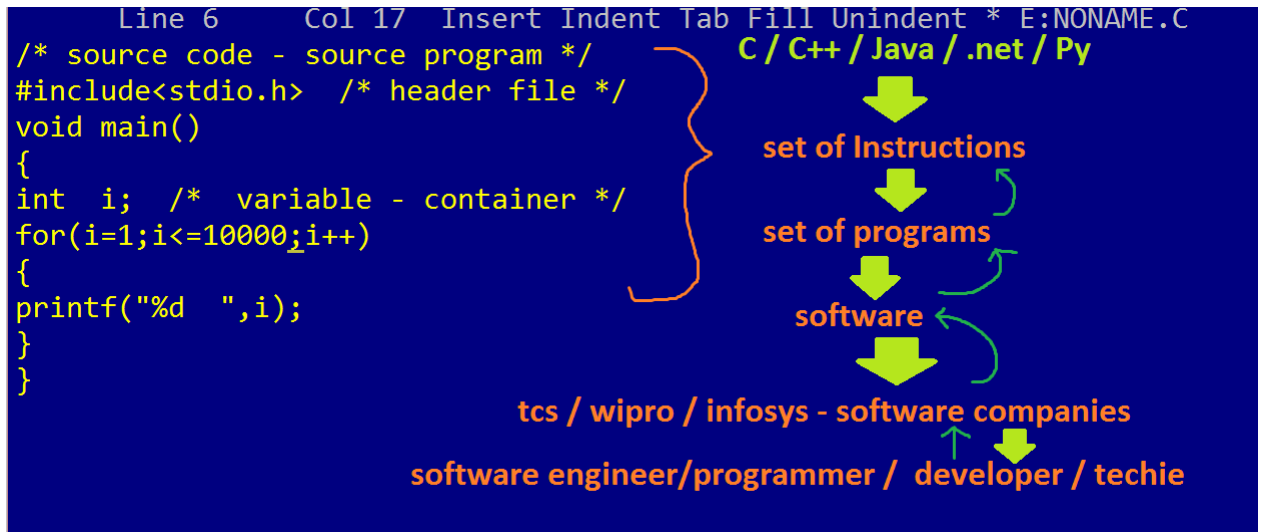 Line 6 Col 17 Insert Indent Tab Fill Unindent * E:NONAME.C
/* source code - source program */
#include<stdio.h> /* header file */
void main()
{
int i; /* variable - container */
for(i=1;i<=10000;i++)
{
printf("%d ",i);
}
}
C / C++ / Java / .net / Py
set of Instructions
set of programs
software
tcs / wipro / infosys - software companies
software engineer/programmer / developer / techie